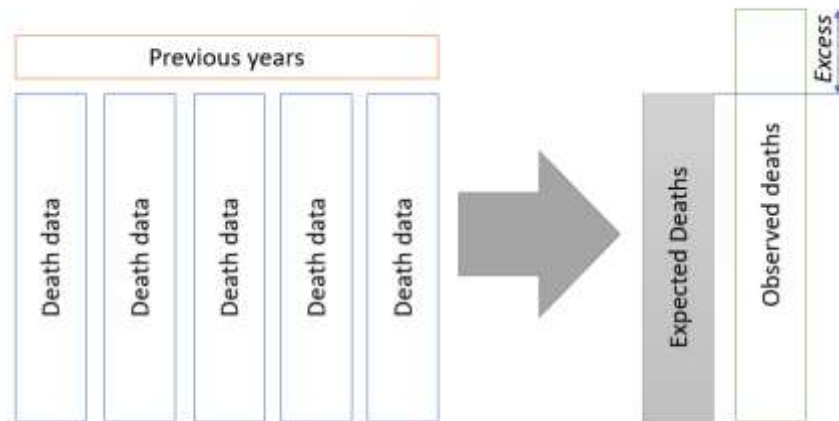 Previous years
Death data
Death data
Death data
Death data
Death data
Expected Deaths
Observed deaths
Excess